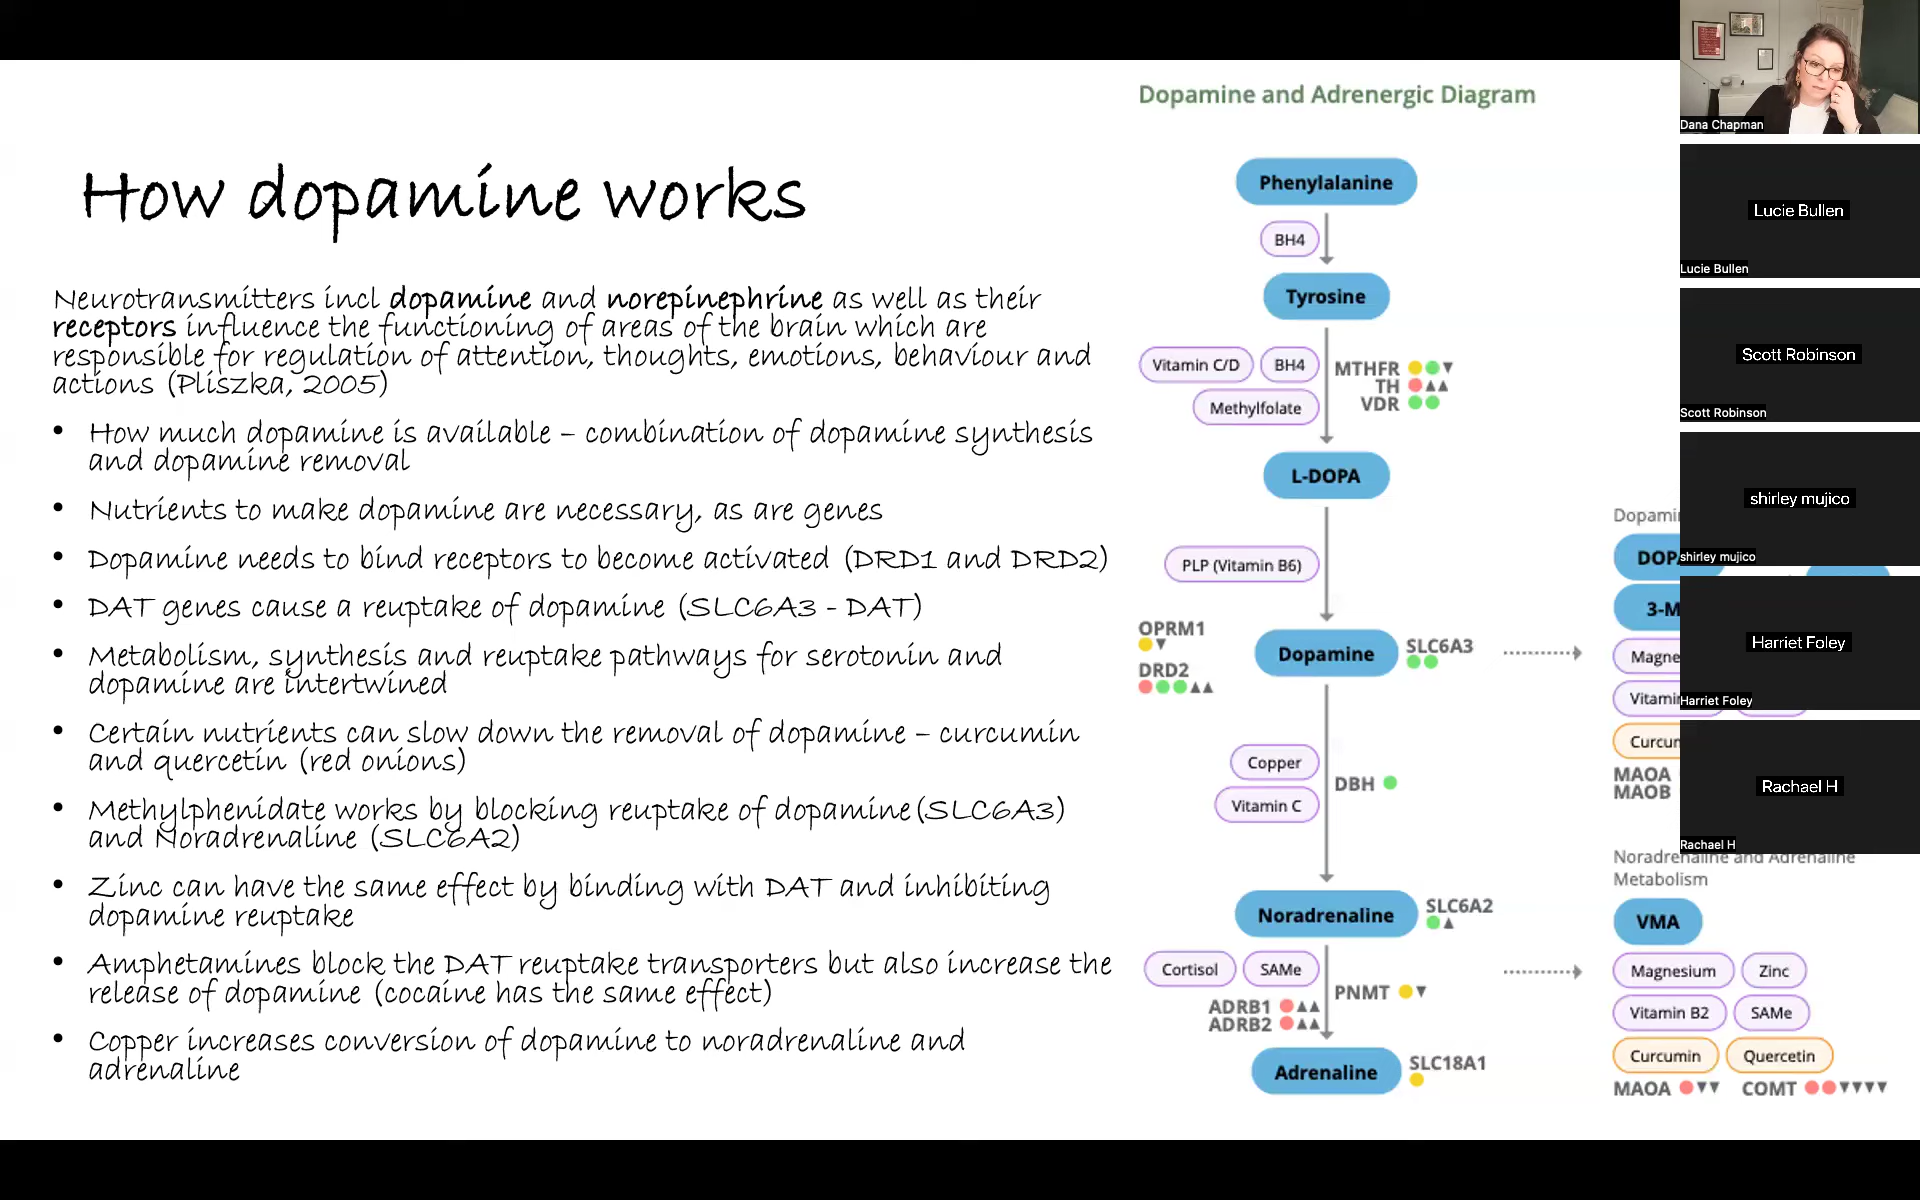 How dopamine works
Neurotransmitters incl dopamine and norepinephrine as well as their
receptors influence the functioning of areas of the brain which are
responsible for regulation of attention, thoughts, emotions, behaviour and
actions (Pliszka, 2005)
• How much dopamine is available – combination of dopamine synthesis
and dopamine removal
• Nutrients to make dopamine are necessary, as are genes
• Dopamine needs to bind receptors to become activated (DRD1 and DRD2)
• DAT genes cause a reuptake of dopamine (SLC6A3 - DAT)
• Metabolism, synthesis and reuptake pathways for serotonin and
dopamine are intertwined
• Certain nutrients can slow down the removal of dopamine – curcumin
and quercetin (red onions)
• Methylphenidate works by blocking reuptake of dopamine(SLC6A3)
and Noradrenaline (SLC6A2)
• Zinc can have the same effect by binding with DAT and inhibiting
dopamine reuptake
• Amphetamines block the DAT reuptake transporters but also increase the
release of dopamine (cocaine has the same effect)
• Copper increases conversion of dopamine to noradrenaline and
adrenaline
Dopamine and Adrenergic Diagram
Phenylalanine
BH4
Tyrosine
Vitamin C/D
BH4
Methylfolate
MTHFR
TH
VDR
L-DOPA
PLP (Vitamin B6)
OPRM1
DRD2
Dopamine
SLC6A3
Copper
Vitamin C
DBH
Noradrenaline
SLC6A2
Cortisol
SAMe
ADRB1
ADRB2
PNMT
Adrenaline
SLC18A1
MAOA
MAOB
Noradrenaline and Adrenaline
Metabolism
VMA
Magnesium
Zinc
Vitamin B2
SAMe
Curcumin
Quercetin
MAOA
COMT
Dana Chapman
Lucie Bullen
Lucie Bullen
Scott Robinson
Scott Robinson
shirley mujico
shirley mujico
Harriet Foley
Harriet Foley
Rachael H
Rachael H